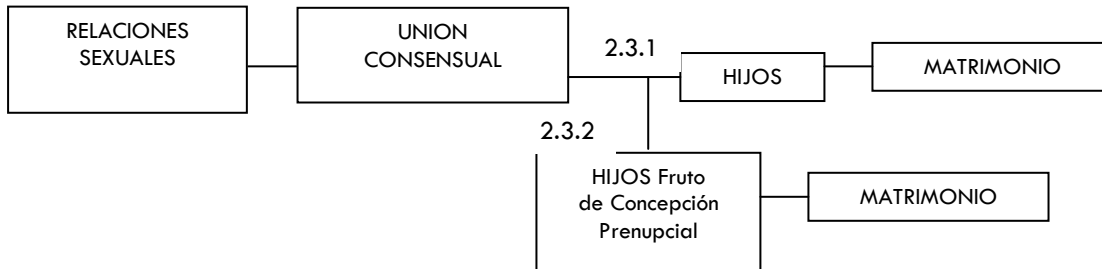 RELACIONES
SEXUALES
UNION
CONSENSUAL
2.3.1
HIJOS
MATRIMONIO
2.3.2
HIJOS Fruto
de Concepción
Prenupcial
MATRIMONIO